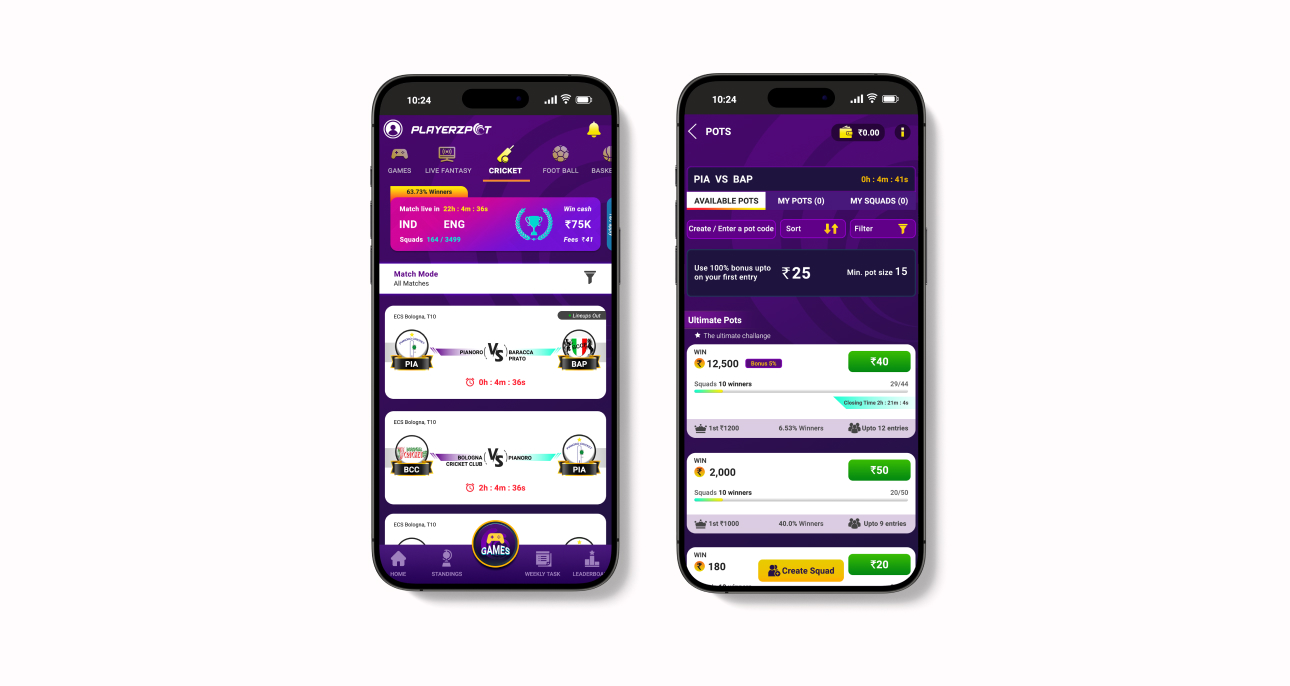 10:24
PLAYERZPOT
GAMES
LIVE FANTASY
CRICKET
FOOT BALL
BASKE
63.73% Winners
Match live in 22h : 4m : 36s
Win cash
IND ENG
₹75K
Squads 164 / 3499
Fees ₹41
Match Mode
All Matches
ECS Bologna, T10
Lineups Out
PIANORO VS BARACCA PRATO
PIA
BAP
0h : 4m : 36s
ECS Bologna, T10
BOLOGNA CRICKET CLUB VS PIANORO
BCC
PIA
2h : 4m : 36s
ECS Bologna, T10
GAMES
HOME
STANDINGS
WEEKLY TASK
LEADERBOA
10:24
POTS
₹0.00
i
PIA VS BAP
0h : 4m : 41s
AVAILABLE POTS
MY POTS (0)
MY SQUADS (0)
Create / Enter a pot code
Sort
Filter
Use 100% bonus upto
on your first entry
₹25
Min. pot size 15
Ultimate Pots
The ultimate challange
WIN
₹ 12,500
Bonus 5%
₹40
Squads 10 winners
29/44
Closing Time 2h : 21m : 4s
1st ₹1200
6.53% Winners
Upto 12 entries
WIN
₹ 2,000
₹50
Squads 10 winners
20/50
1st ₹1000
40.0% Winners
Upto 9 entries
WIN
₹ 180
Create Squad
₹20